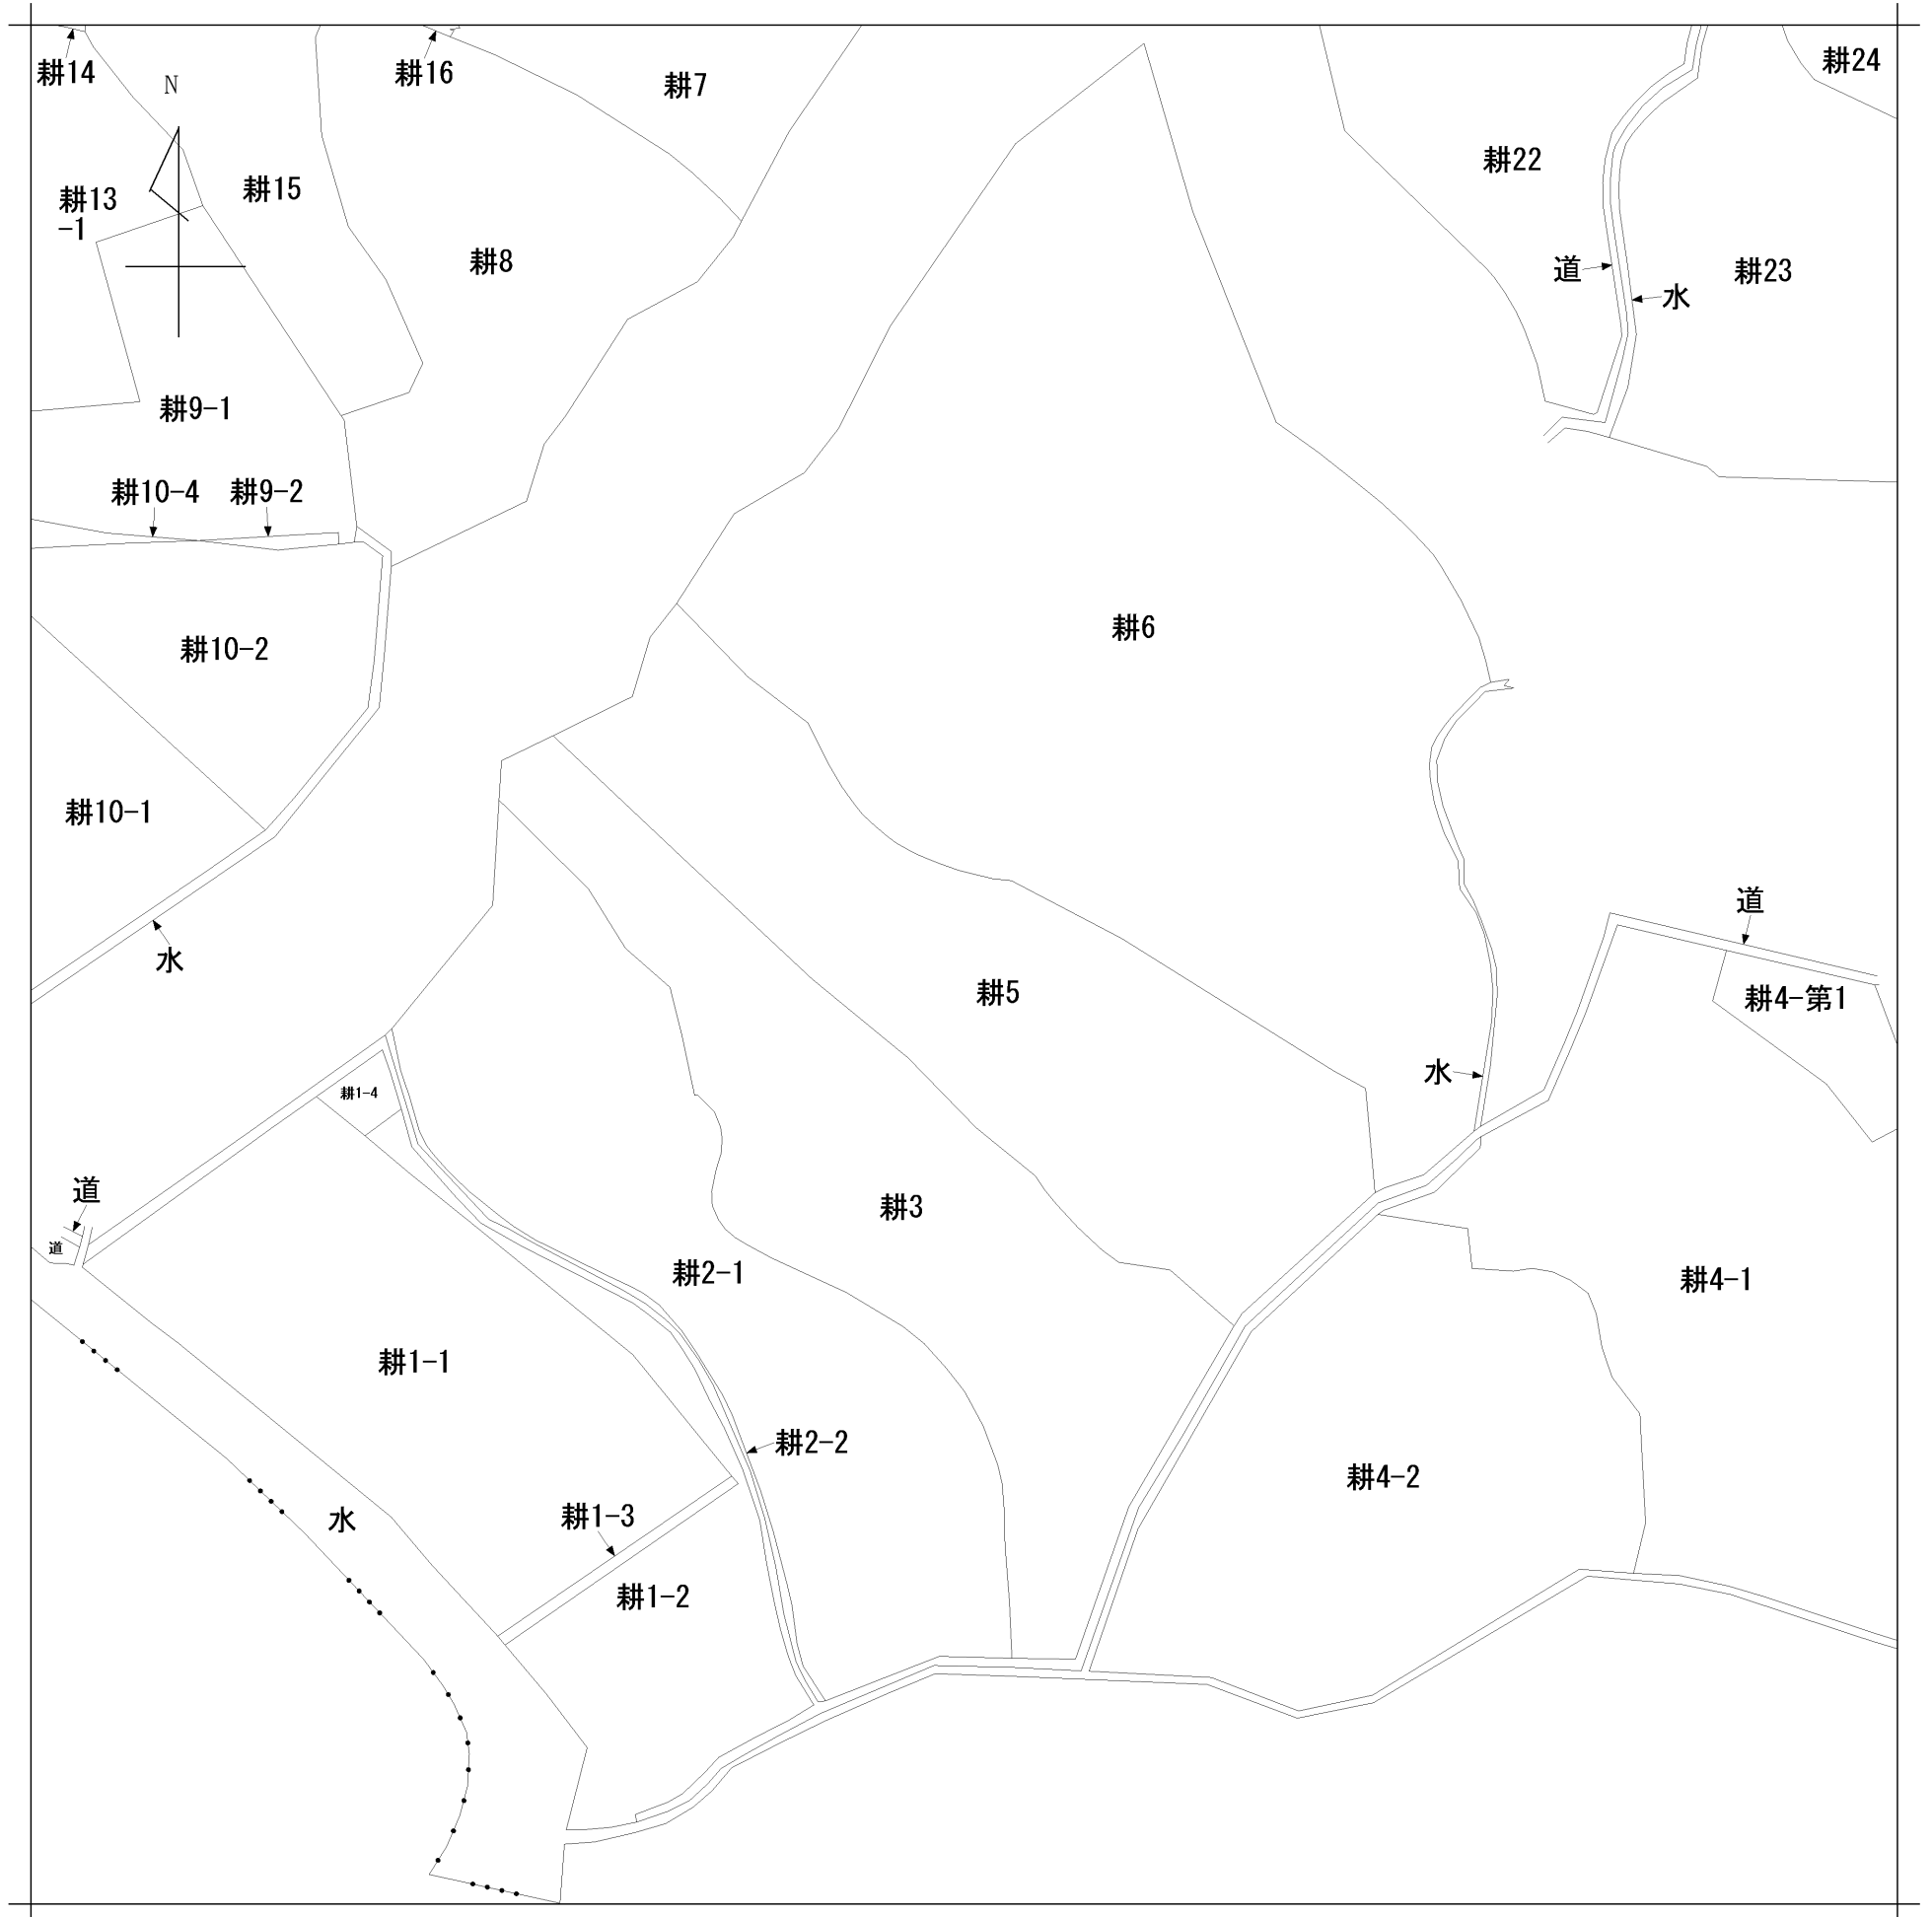 耕14
N
耕16
耕7
耕24
耕22
耕15
耕13
-1
耕8
道
耕23
水
耕9-1
耕10-4
耕9-2
耕6
耕10-2
耕10-1
道
水
耕5
耕4-第1
水
耕1-4
道
耕3
道
耕2-1
耕4-1
耕1-1
耕2-2
耕4-2
水
耕1-3
耕1-2